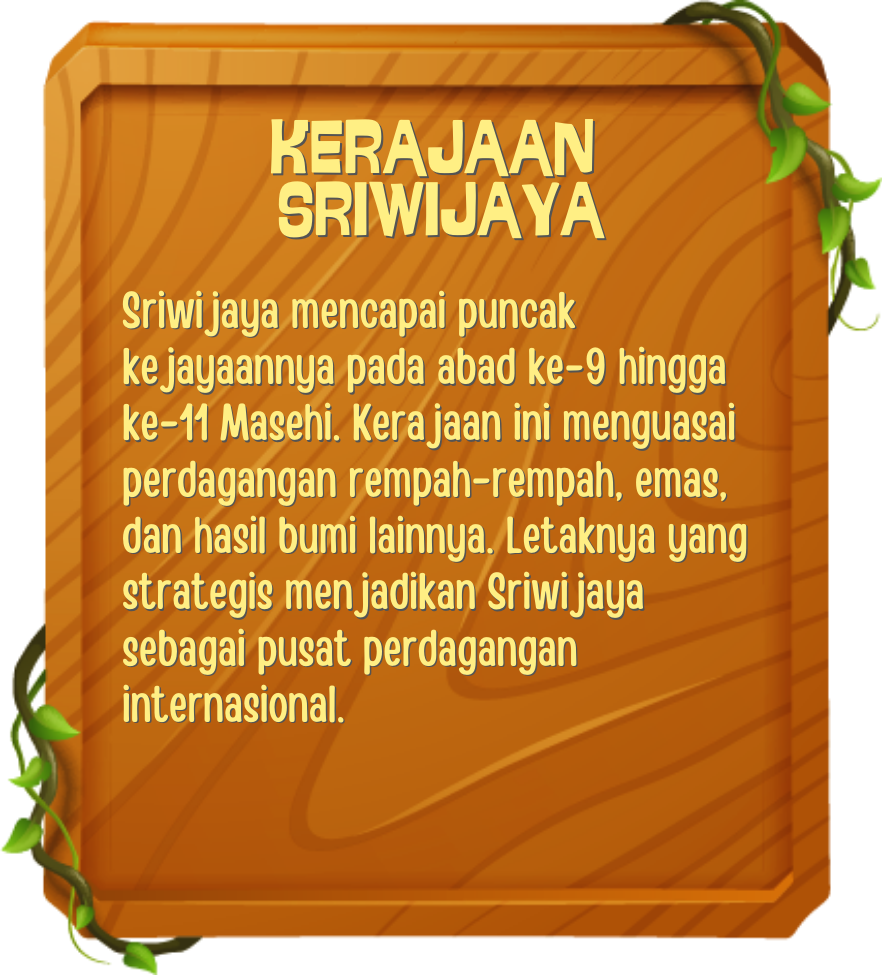 KERAJAAN
SRIWIJAYA
Sriwijaya mencapai puncak
kejayaannya pada abad ke-9 hingga
ke-11 Masehi. Kerajaan ini menguasai
perdagangan rempah-rempah, emas,
dan hasil bumi lainnya. Letaknya yang
strategis menjadikan Sriwijaya
sebagai pusat perdagangan
internasional.